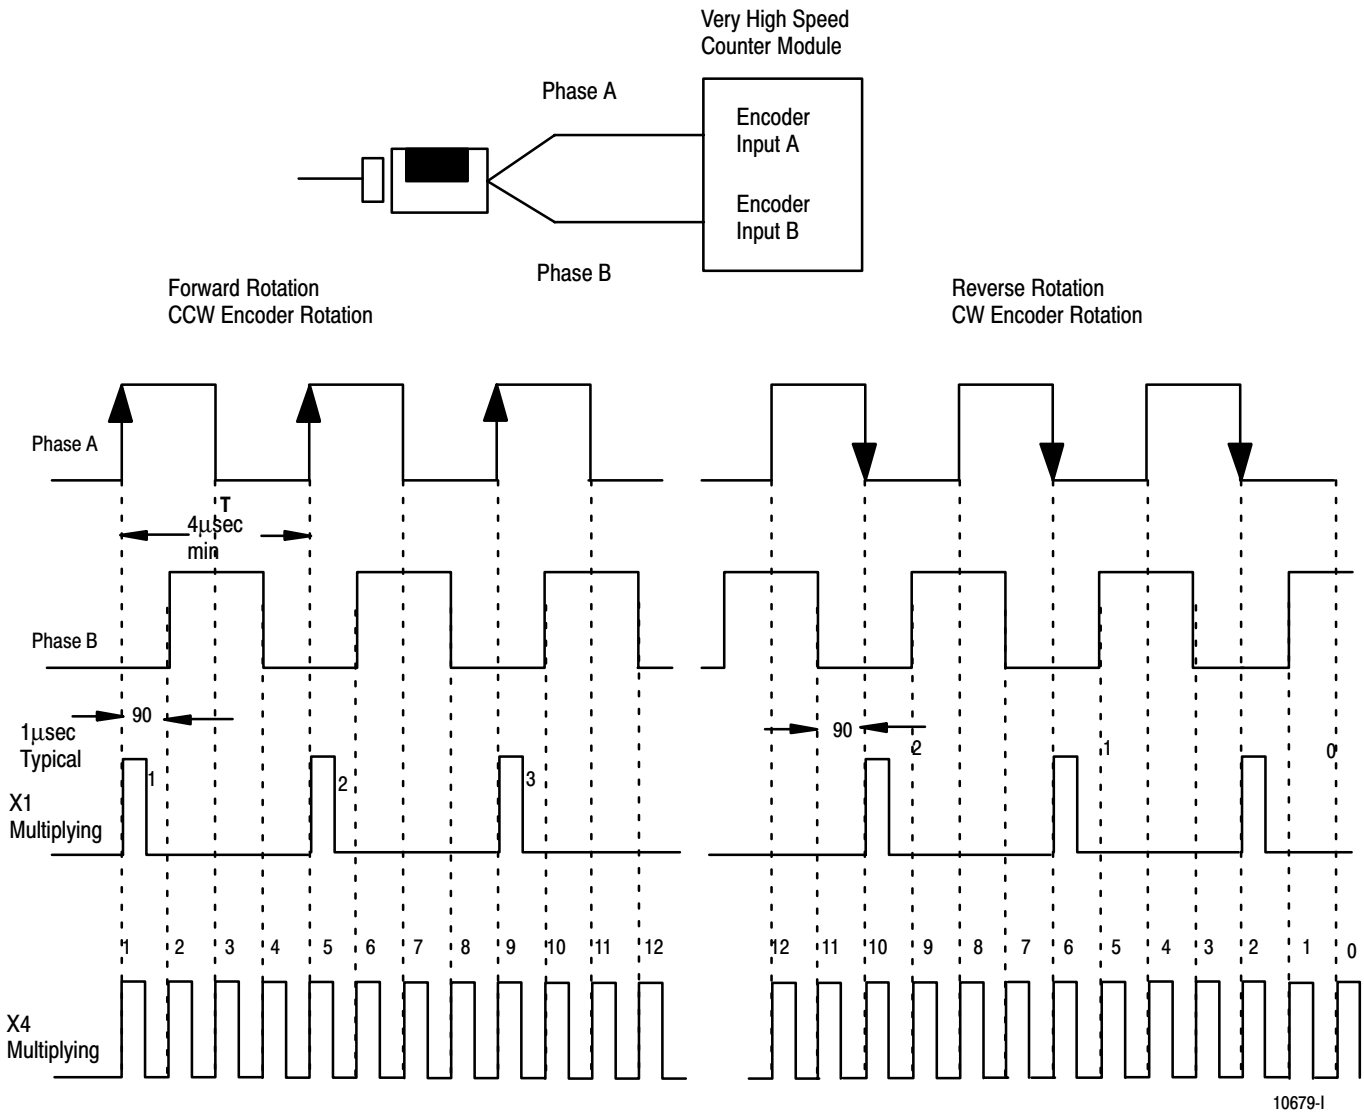 Very High Speed
Counter Module
Phase A
Encoder
Input A
Encoder
Input B
Phase B
Forward Rotation
CCW Encoder Rotation
Reverse Rotation
CW Encoder Rotation
Phase A
T
4µsec
min
Phase B
90
1µsec
Typical
90
2
1
0
1
2
3
X1
Multiplying
1 2 3 4 5 6 7 8 9 10 11 12
12 11 10 9 8 7 6 5 4 3 2 1 0
X4
Multiplying
10679-I